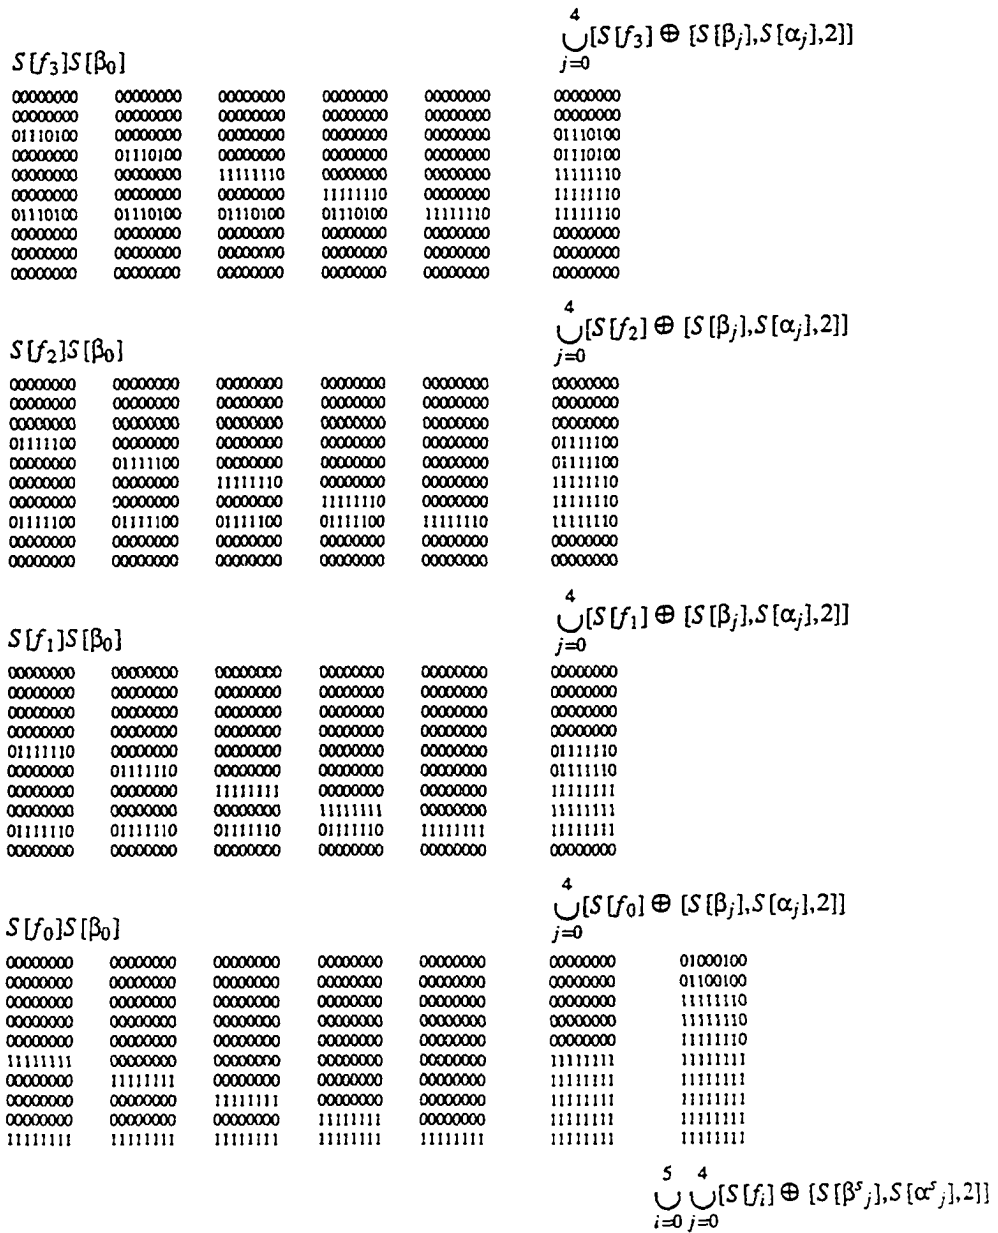 4
S[f₃]S[β₀] ⋃[S[f₃] ⊕ [S[βⱼ],S[αⱼ],2]]
j=0
00000000 00000000 00000000 00000000 00000000 00000000
00000000 00000000 00000000 00000000 00000000 00000000
01110100 00000000 00000000 00000000 00000000 01110100
00000000 01110100 00000000 00000000 00000000 01110100
00000000 00000000 11111110 00000000 00000000 11111110
00000000 00000000 00000000 11111110 00000000 11111110
01110100 01110100 01110100 01110100 11111110 11111110
00000000 00000000 00000000 00000000 00000000 00000000
00000000 00000000 00000000 00000000 00000000 00000000
00000000 00000000 00000000 00000000 00000000 00000000
4
S[f₂]S[β₀] ⋃[S[f₂] ⊕ [S[βⱼ],S[αⱼ],2]]
j=0
00000000 00000000 00000000 00000000 00000000 00000000
00000000 00000000 00000000 00000000 00000000 00000000
00000000 00000000 00000000 00000000 00000000 00000000
01111100 00000000 00000000 00000000 00000000 01111100
00000000 01111100 00000000 00000000 00000000 01111100
00000000 00000000 11111110 00000000 00000000 11111110
00000000 00000000 00000000 11111110 00000000 11111110
01111100 01111100 01111100 01111100 11111110 11111110
00000000 00000000 00000000 00000000 00000000 00000000
00000000 00000000 00000000 00000000 00000000 00000000
4
S[f₁]S[β₀] ⋃[S[f₁] ⊕ [S[βⱼ],S[αⱼ],2]]
j=0
00000000 00000000 00000000 00000000 00000000 00000000
00000000 00000000 00000000 00000000 00000000 00000000
00000000 00000000 00000000 00000000 00000000 00000000
00000000 00000000 00000000 00000000 00000000 00000000
01111110 00000000 00000000 00000000 00000000 01111110
00000000 01111110 00000000 00000000 00000000 01111110
00000000 00000000 11111111 00000000 00000000 11111111
00000000 00000000 00000000 11111111 00000000 11111111
01111110 01111110 01111110 01111110 11111111 11111111
00000000 00000000 00000000 00000000 00000000 00000000
4
S[f₀]S[β₀] ⋃[S[f₀] ⊕ [S[βⱼ],S[αⱼ],2]]
j=0
00000000 00000000 00000000 00000000 00000000 00000000 01000100
00000000 00000000 00000000 00000000 00000000 00000000 01100100
00000000 00000000 00000000 00000000 00000000 00000000 11111110
00000000 00000000 00000000 00000000 00000000 00000000 11111110
00000000 00000000 00000000 00000000 00000000 00000000 11111110
11111111 00000000 00000000 00000000 00000000 11111111 11111111
00000000 11111111 00000000 00000000 00000000 11111111 11111111
00000000 00000000 11111111 00000000 00000000 11111111 11111111
00000000 00000000 00000000 11111111 00000000 11111111 11111111
11111111 11111111 11111111 11111111 11111111 11111111 11111111
5 4
⋃ ⋃[S[fᵢ] ⊕ [S[βˢⱼ],S[αˢⱼ],2]]
i=0 j=0